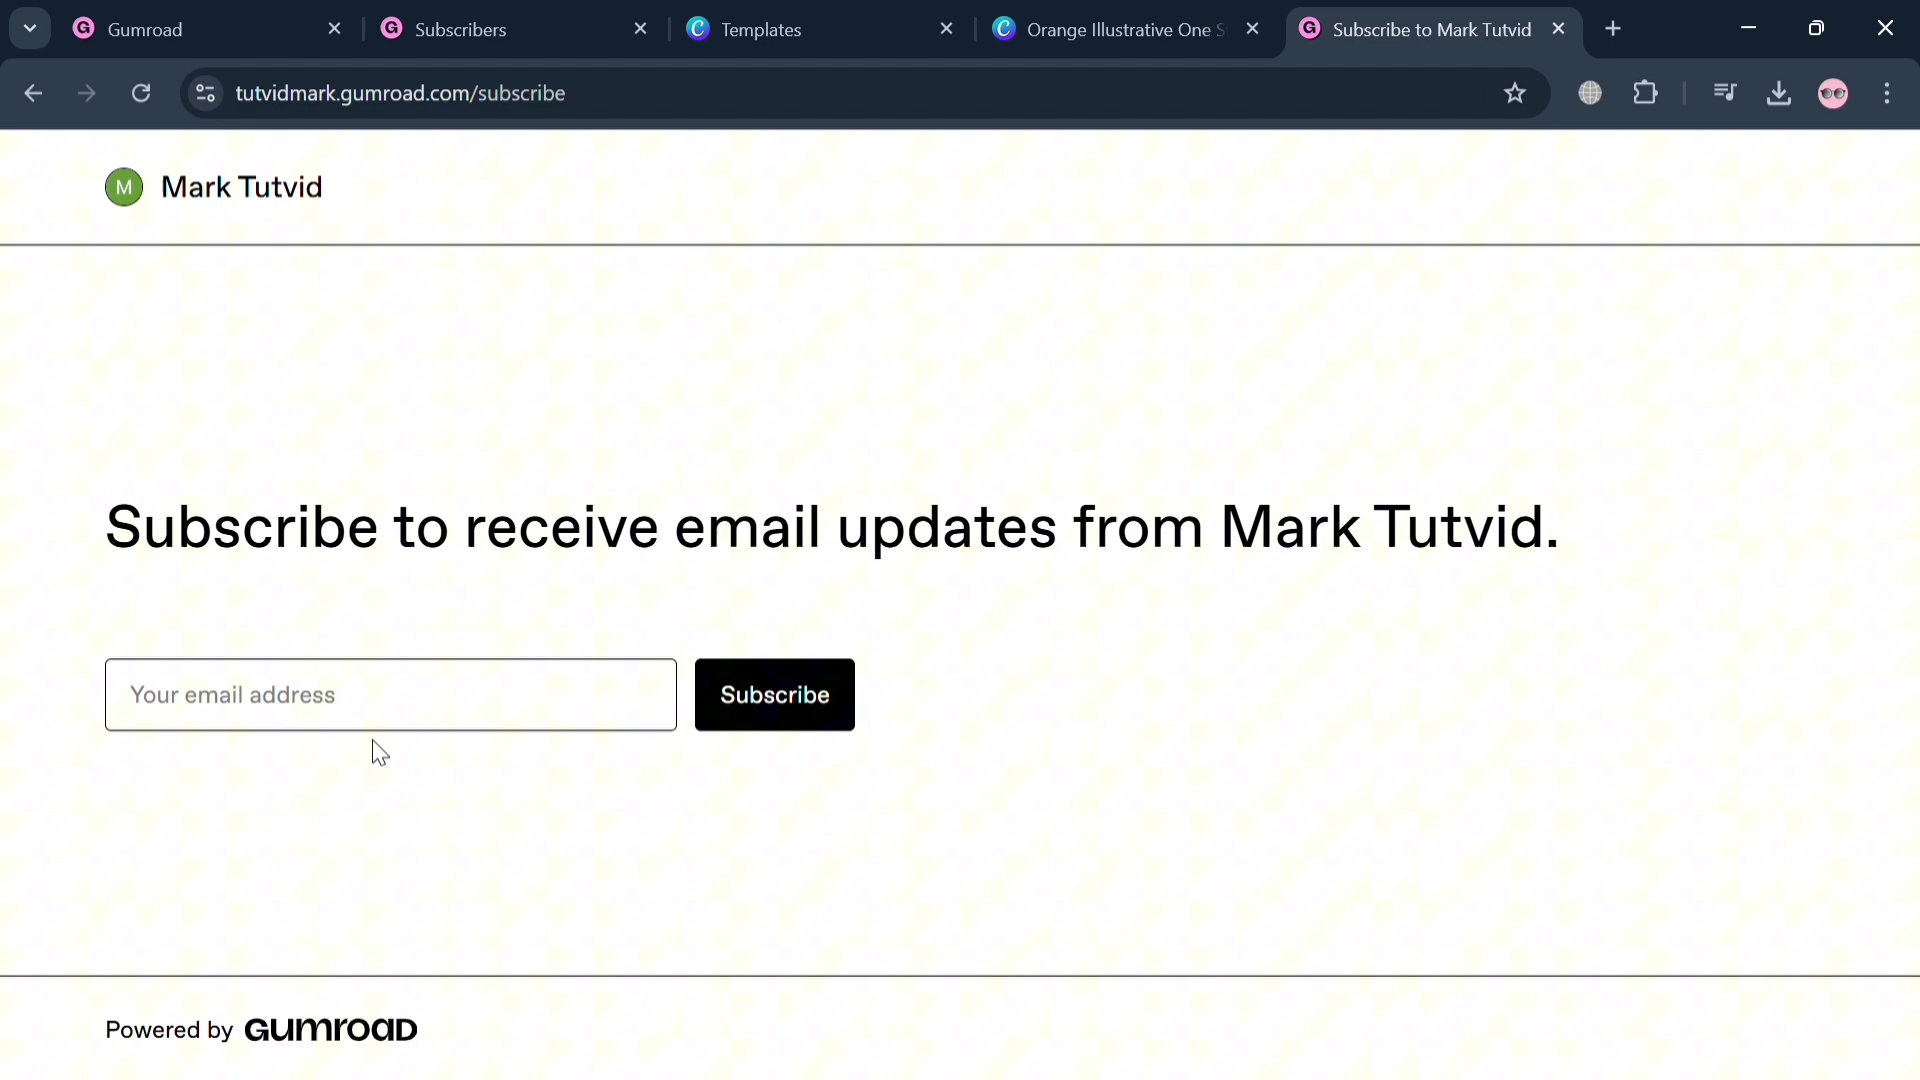 Gumroad
Subscribers
Templates
Orange Illustrative One S
Subscribe to Mark Tutvid
tutvidmark.gumroad.com/subscribe
M
Mark Tutvid
Subscribe to receive email updates from Mark Tutvid.
Your email address
Subscribe
Powered by GUMROAD